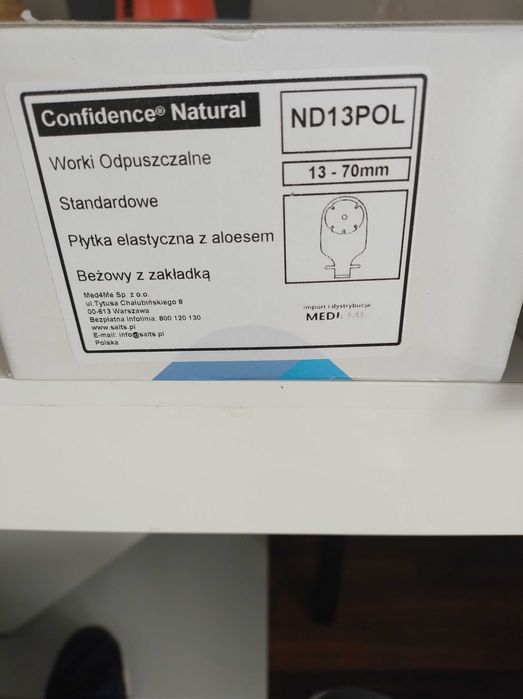 Confidence® Natural
ND13POL
Worki Odpuszczalne
13 - 70mm
Standardowe
Płytka elastyczna z aloesem
Beżowy z zakładką
Med4Me Sp. z o.o.
ul.Tytusa Chałubińskiego 8
00-613 Warszawa
Bezpłatna infolinia: 800 120 130
www.salts.pl
E-mail: info@salts.pl
Polska
import i dystrybucja